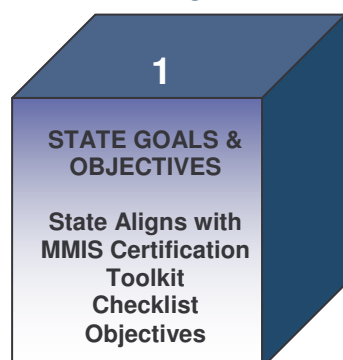 1
STATE GOALS &
OBJECTIVES
State Aligns with
MMIS Certification
Toolkit
Checklist
Objectives